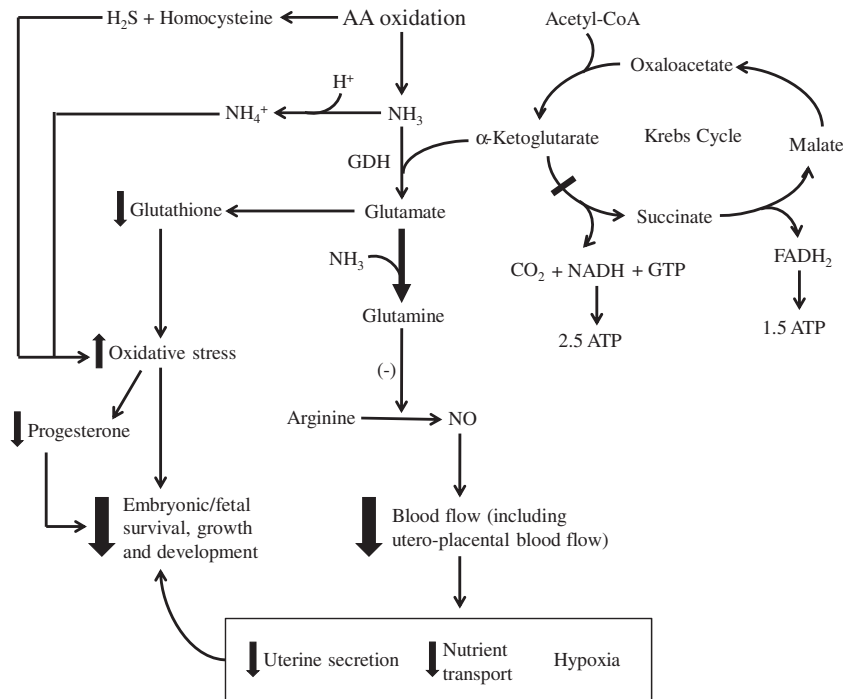 H₂S + Homocysteine
AA oxidation
Acetyl-CoA
Oxaloacetate
H⁺
NH₄⁺
NH₃
α-Ketoglutarate
Krebs Cycle
Malate
GDH
Glutathione
Glutamate
Succinate
NH₃
CO₂ + NADH + GTP
FADH₂
Glutamine
2.5 ATP
1.5 ATP
Oxidative stress
(-)
Arginine
NO
Progesterone
Embryonic/fetal
survival, growth
and development
Blood flow (including
utero-placental blood flow)
Uterine secretion
Nutrient
transport
Hypoxia